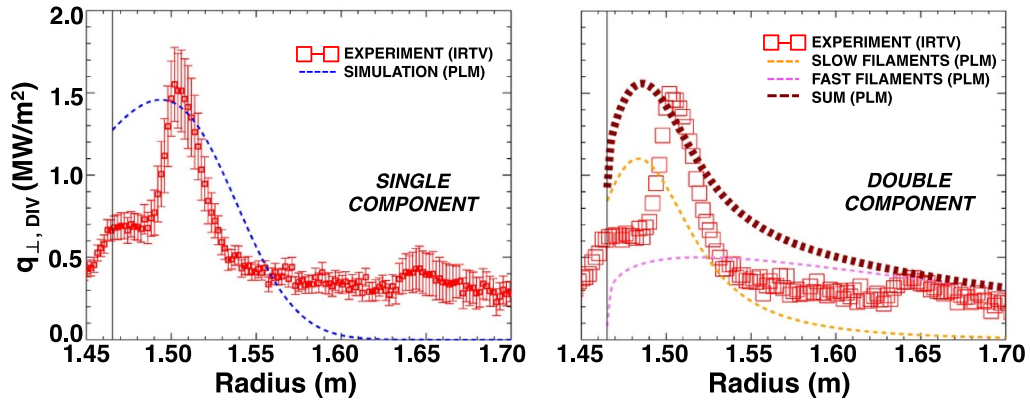 2.0
1.5
1.0
0.5
0.0
q⊥, DIV (MW/m²)
EXPERIMENT (IRTV)
SIMULATION (PLM)
SINGLE
COMPONENT
1.45 1.50 1.55 1.60 1.65 1.70
Radius (m)
EXPERIMENT (IRTV)
SLOW FILAMENTS (PLM)
FAST FILAMENTS (PLM)
SUM (PLM)
DOUBLE
COMPONENT
1.45 1.50 1.55 1.60 1.65 1.70
Radius (m)